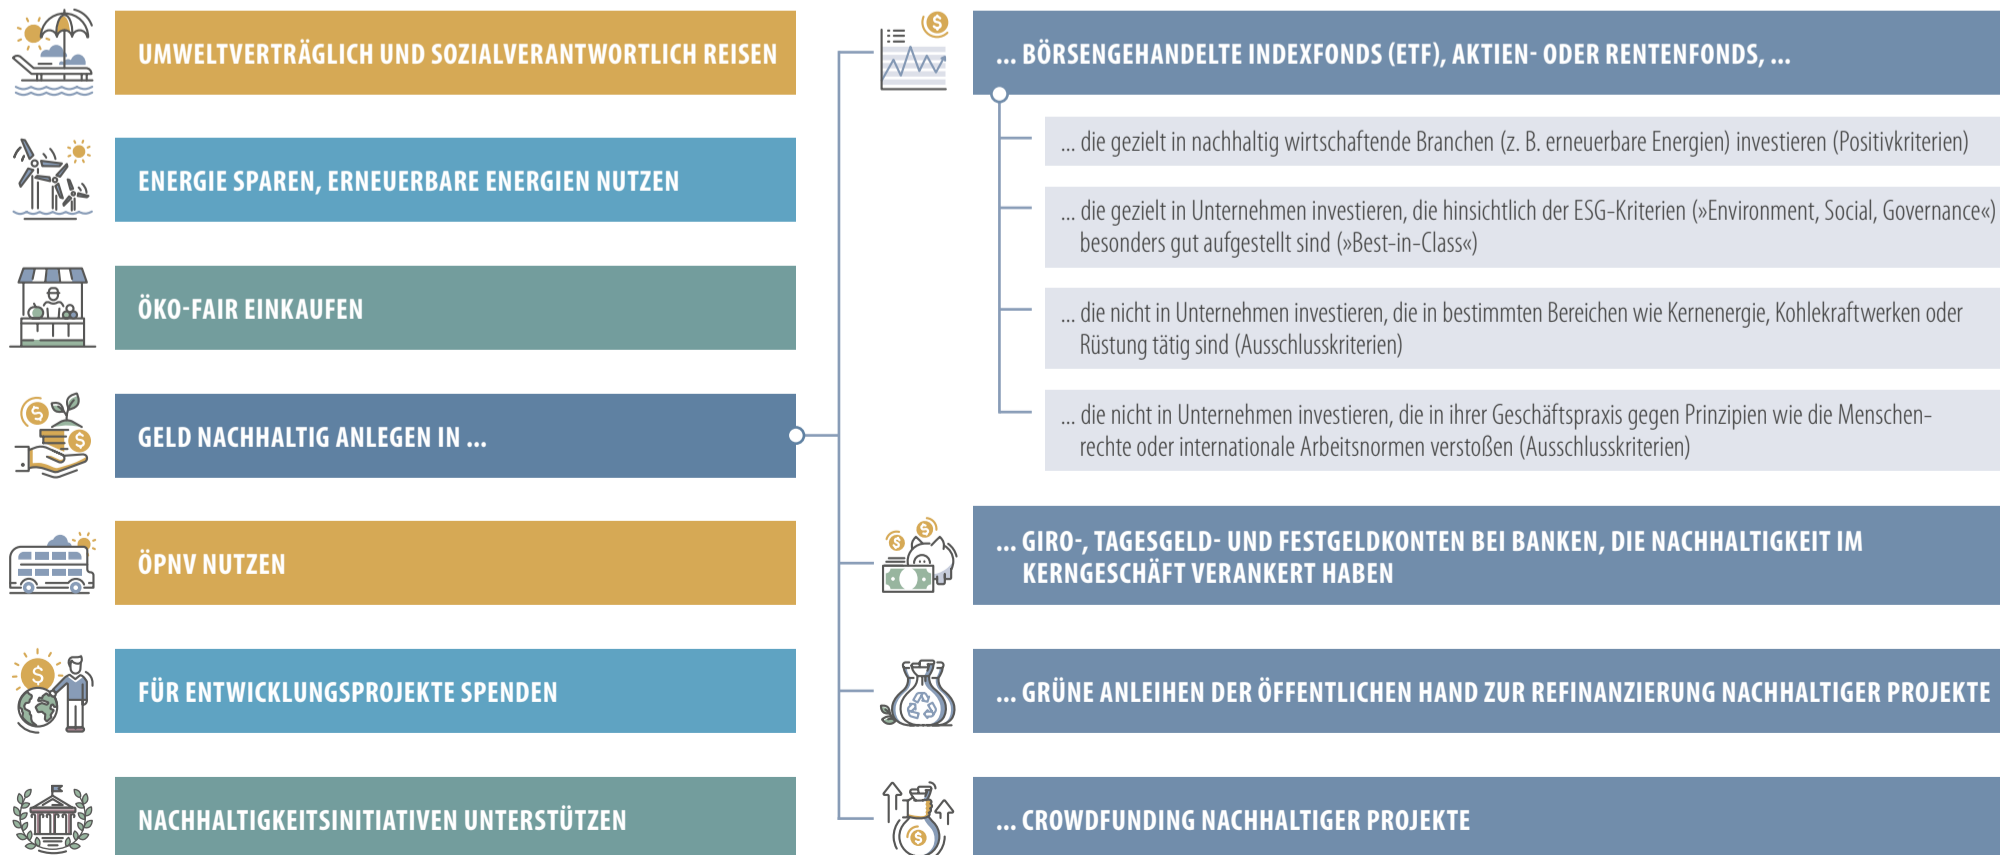 UMWELTVERTRÄGLICH UND SOZIALVERANTWORTLICH REISEN
ENERGIE SPAREN, ERNEUERBARE ENERGIEN NUTZEN
ÖKO-FAIR EINKAUFEN
GELD NACHHALTIG ANLEGEN IN ...
ÖPNV NUTZEN
FÜR ENTWICKLUNGSPROJEKTE SPENDEN
NACHHALTIGKEITSINITIATIVEN UNTERSTÜTZEN
... BÖRSENGEHANDELTE INDEXFONDS (ETF), AKTIEN- ODER RENTENFONDS, ...
... die gezielt in nachhaltig wirtschaftende Branchen (z. B. erneuerbare Energien) investieren (Positivkriterien)
... die gezielt in Unternehmen investieren, die hinsichtlich der ESG-Kriterien (»Environment, Social, Governance«)
besonders gut aufgestellt sind (»Best-in-Class«)
... die nicht in Unternehmen investieren, die in bestimmten Bereichen wie Kernenergie, Kohlekraftwerken oder
Rüstung tätig sind (Ausschlusskriterien)
... die nicht in Unternehmen investieren, die in ihrer Geschäftspraxis gegen Prinzipien wie die Menschen-
rechte oder internationale Arbeitsnormen verstoßen (Ausschlusskriterien)
... GIRO-, TAGESGELD- UND FESTGELDKONTEN BEI BANKEN, DIE NACHHALTIGKEIT IM
KERNGESCHÄFT VERANKERT HABEN
... GRÜNE ANLEIHEN DER ÖFFENTLICHEN HAND ZUR REFINANZIERUNG NACHHALTIGER PROJEKTE
... CROWDFUNDING NACHHALTIGER PROJEKTE